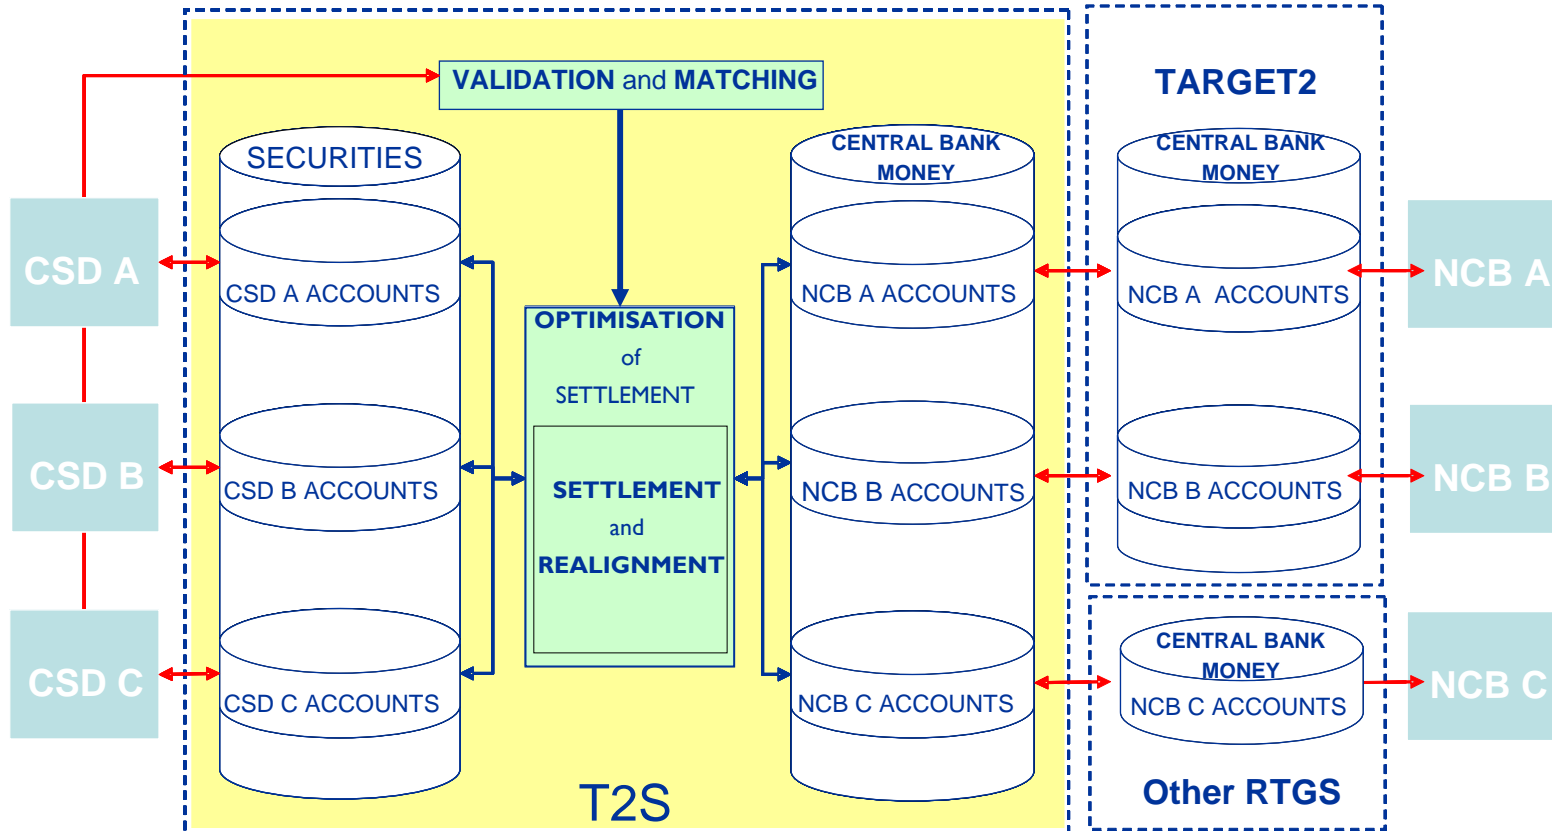 VALIDATION and MATCHING
TARGET2
SECURITIES
CENTRAL BANK
MONEY
CENTRAL BANK
MONEY
CSD A
CSD A ACCOUNTS
NCB A ACCOUNTS
NCB A ACCOUNTS
NCB A
OPTIMISATION
of
SETTLEMENT
CSD B
CSD B ACCOUNTS
SETTLEMENT
and
REALIGNMENT
NCB B ACCOUNTS
NCB B ACCOUNTS
NCB B
CSD C
CSD C ACCOUNTS
NCB C ACCOUNTS
CENTRAL BANK
MONEY
NCB C ACCOUNTS
NCB C
T2S
Other RTGS